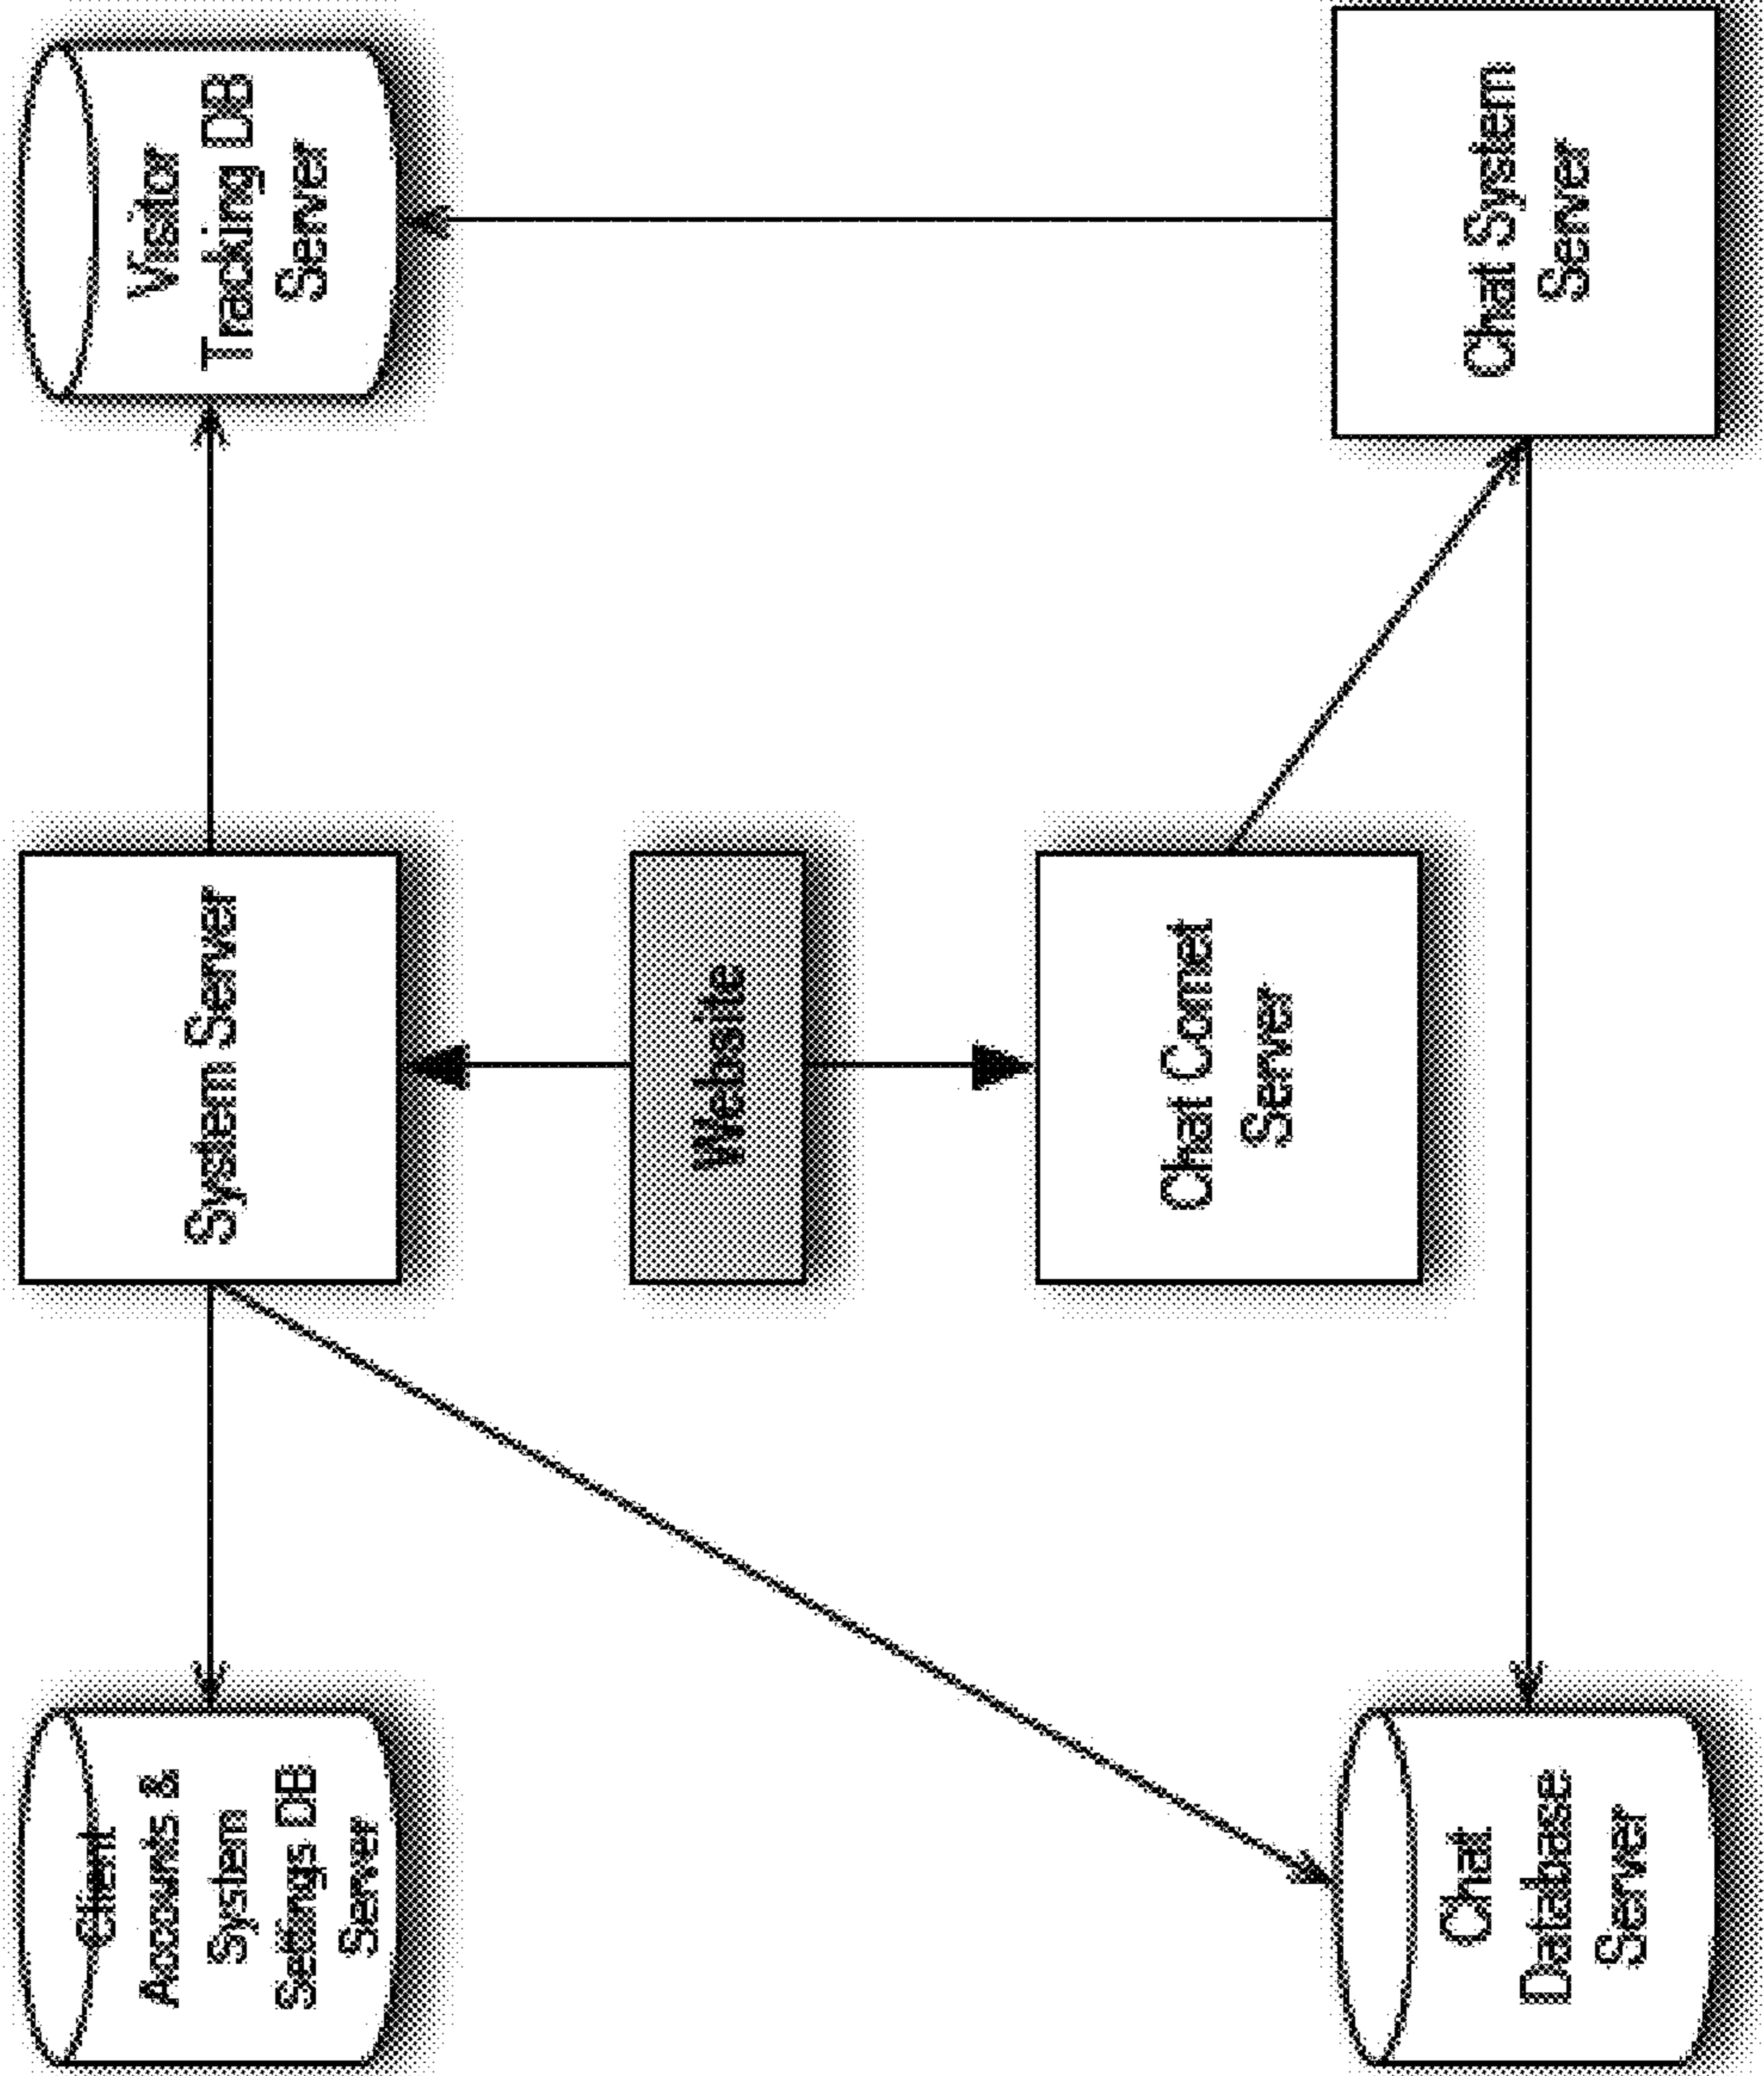 Client
Accounts &
System
Settings DB
Server
System Server
Visitor
Tracking DB
Server
Website
Chat Comet
Server
Chat
Database
Server
Chat System
Server